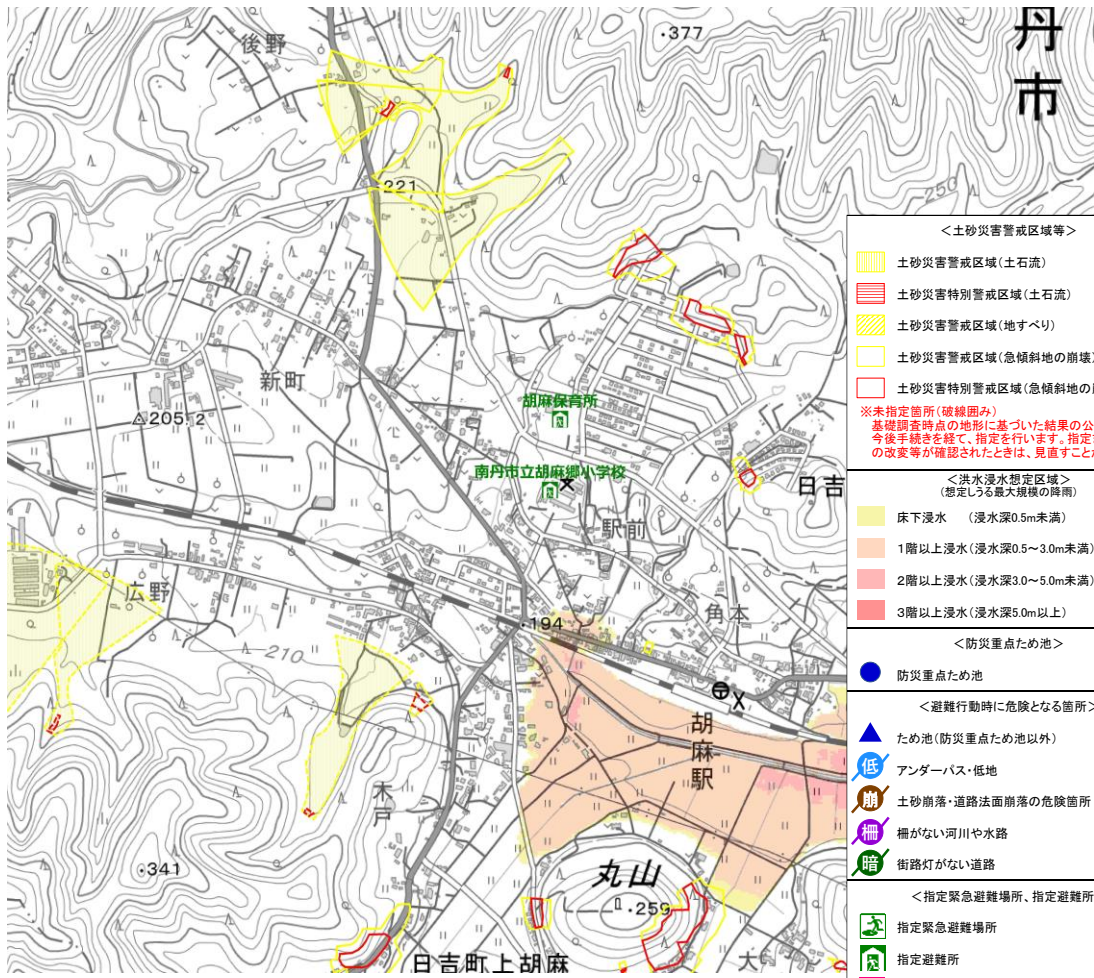 丹市
後野
・377
221
250
新町
△205.2
胡麻保育所
南丹市立胡麻郷小学校
駅前
日吉
広野
・194
角本
210
胡麻駅
木戸
・341
丸山
・259
日吉町上胡麻
大
＜土砂災害警戒区域等＞
土砂災害警戒区域(土石流)
土砂災害特別警戒区域(土石流)
土砂災害警戒区域(地すべり)
土砂災害警戒区域(急傾斜地の崩壊)
土砂災害特別警戒区域(急傾斜地の
※未指定箇所(破線囲み)
基礎調査時点の地形に基づいた結果の公
今後手続きを経て、指定を行います。指定
の改変等が確認されたときは、見直すこと
＜洪水浸水想定区域＞
(想定しうる最大規模の降雨)
床下浸水　(浸水深0.5m未満)
1階以上浸水(浸水深0.5～3.0m未満)
2階以上浸水(浸水深3.0～5.0m未満)
3階以上浸水(浸水深5.0m以上)
＜防災重点ため池＞
防災重点ため池
＜避難行動時に危険となる箇所＞
ため池(防災重点ため池以外)
低 アンダーパス・低地
崩 土砂崩落・道路法面崩落の危険箇所
柵 柵がない河川や水路
暗 街路灯がない道路
＜指定緊急避難場所、指定避難所
指定緊急避難場所
指定避難所